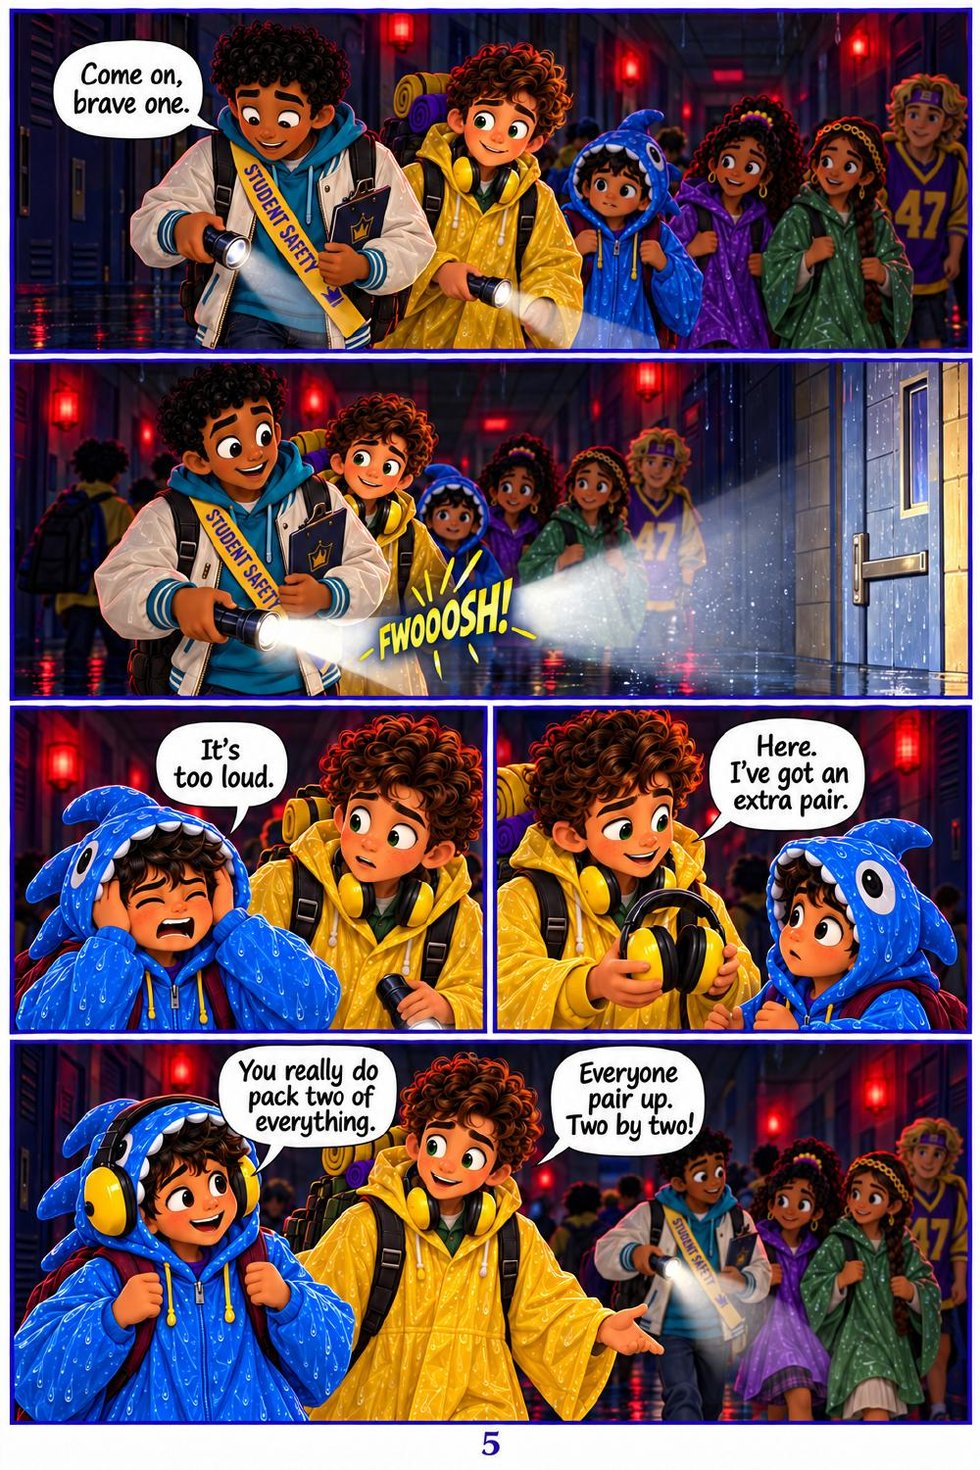 Come on,
brave one.
STUDENT SAFETY
47
STUDENT SAFETY
47
FWOOOSH!
It's
too loud.
Here.
I've got an
extra pair.
You really do
pack two of
everything.
Everyone
pair up.
Two by two!
STUDENT SAFETY
47
5